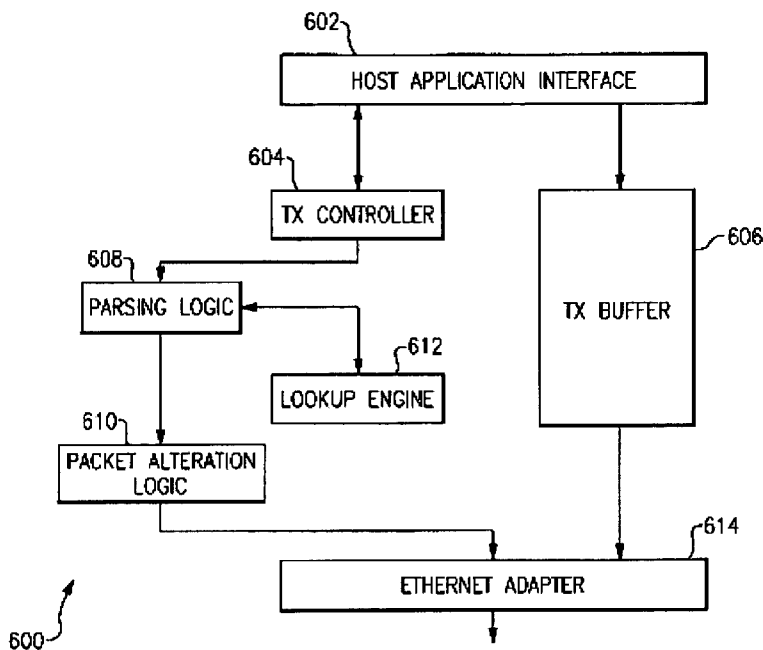 602
HOST APPLICATION INTERFACE
604
TX CONTROLLER
606
608
PARSING LOGIC
TX BUFFER
612
LOOKUP ENGINE
610
PACKET ALTERATION
LOGIC
614
ETHERNET ADAPTER
600